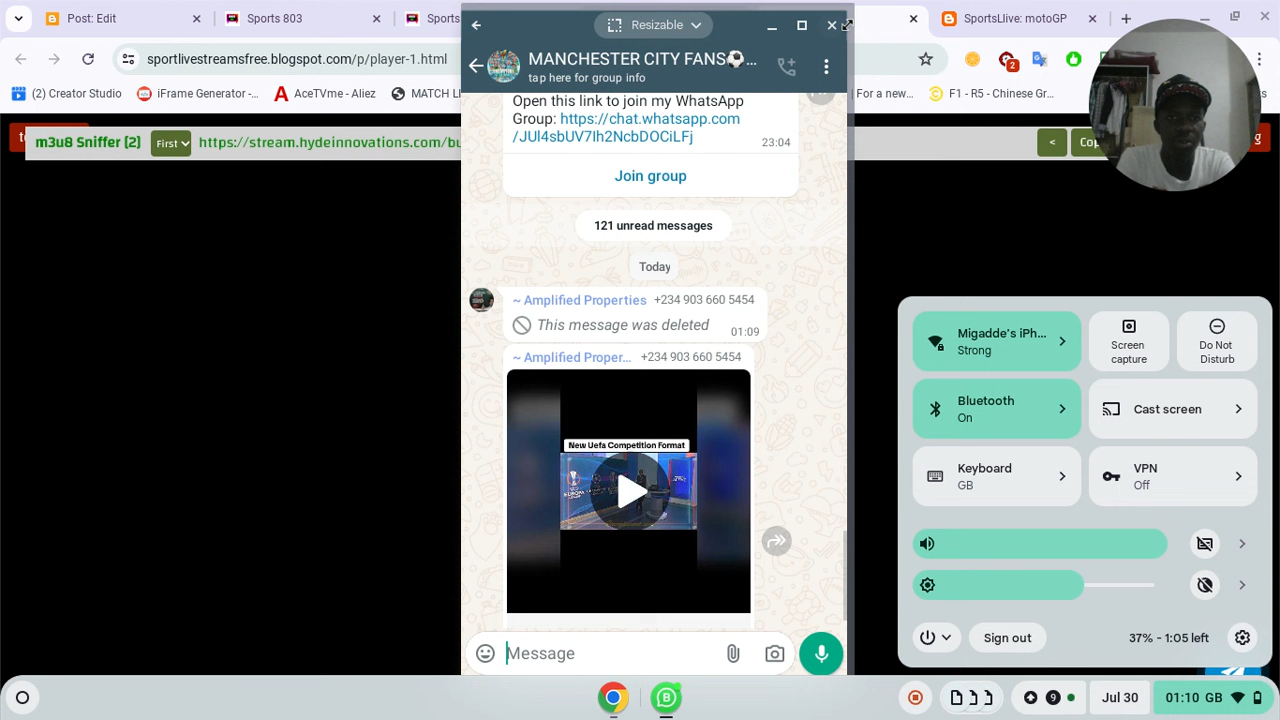 Resizable
Post: Edit
Sports 803
SportsLive: motoGP
sportlivestreamsfree.blogspot.com/p/player-1.html
2
(2) Creator Studio
iFrame Generator -...
AceTVme - Aliez
MATCH L
For a new...
F1 - R5 - Chinese Gr...
MANCHESTER CITY FANS⚽...
tap here for group info
m3u8 Sniffer [2]
First
https://stream.hydeinnovations.com/bu
<
Cop
Open this link to join my WhatsApp
Group: https://chat.whatsapp.com
/JUl4sbUV7Ih2NcbDOCiLFj
23:04
Join group
121 unread messages
Today
~ Amplified Properties +234 903 660 5454
This message was deleted
01:09
~ Amplified Proper... +234 903 660 5454
New Uefa Competition Format
Message
Migadde's iPh...
Strong
Screen
capture
Do Not
Disturb
Bluetooth
On
Cast screen
Keyboard
GB
VPN
Off
Sign out
37% - 1:05 left
9
Jul 30
01:10 GB